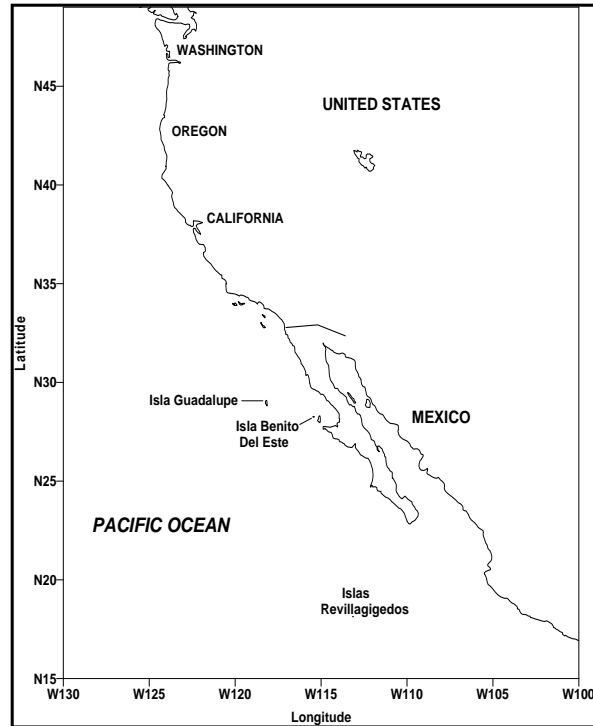 WASHINGTON
N45
UNITED STATES
OREGON
N40
CALIFORNIA
N35
Latitude
N30
Isla Guadalupe
MEXICO
Isla Benito
Del Este
N25
PACIFIC OCEAN
N20
Islas
Revillagigedos
N15
W130
W125
W120
W115
W110
W105
W100
Longitude